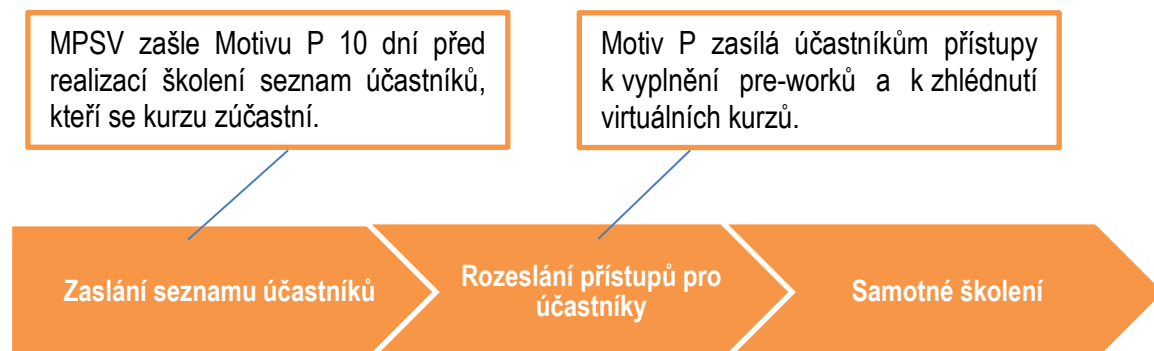 MPSV zašle Motivu P 10 dní před
realizací školení seznam účastníků,
kteří se kurzu zúčastní.
Motiv P zasílá účastníkům přístupy
k vyplnění pre-worků a k zhlédnutí
virtuálních kurzů.
Zaslání seznamu účastníků
Rozeslání přístupů pro
účastníky
Samotné školení